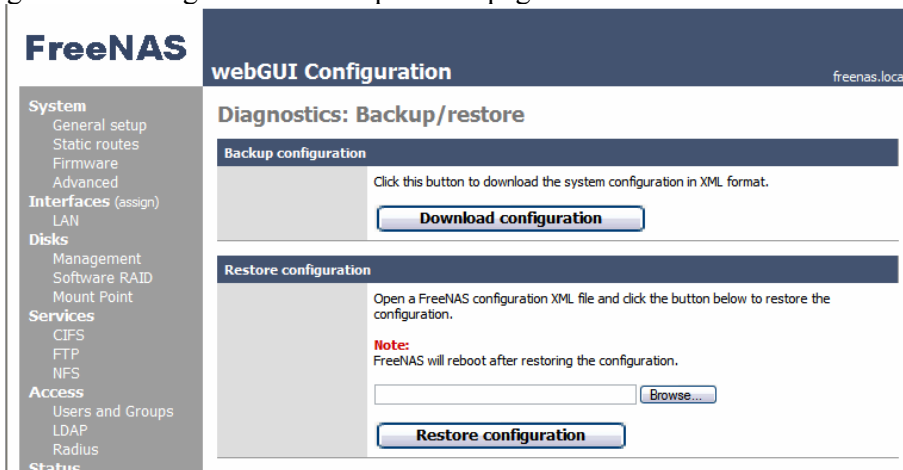 FreeNAS
webGUI Configuration
freenas.loca
System
General setup
Static routes
Firmware
Advanced
Interfaces (assign)
LAN
Disks
Management
Software RAID
Mount Point
Services
CIFS
FTP
NFS
Access
Users and Groups
LDAP
Radius
Status
Diagnostics: Backup/restore
Backup configuration
Click this button to download the system configuration in XML format.
Download configuration
Restore configuration
Open a FreeNAS configuration XML file and click the button below to restore the
configuration.
Note:
FreeNAS will reboot after restoring the configuration.
Browse...
Restore configuration